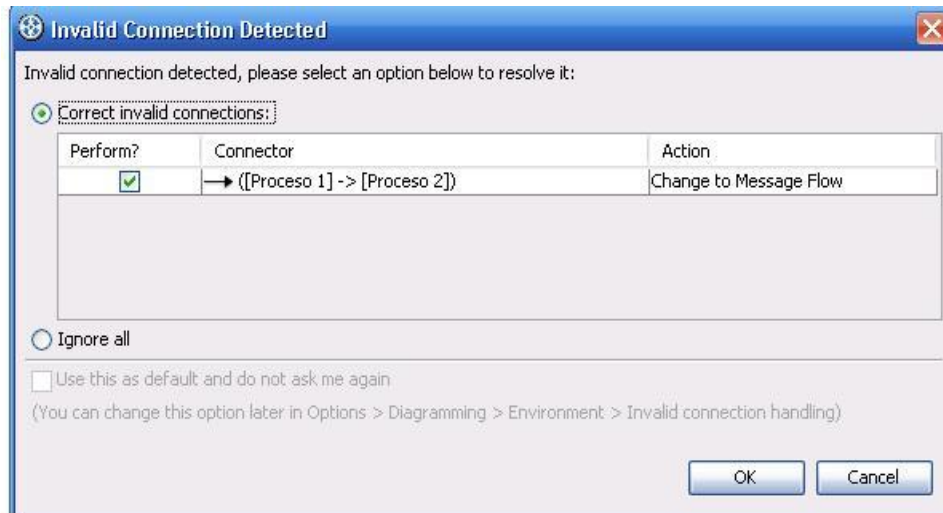 Invalid Connection Detected
Invalid connection detected, please select an option below to resolve it:
Correct invalid connections:
Perform? Connector Action
([Proceso 1] -> [Proceso 2]) Change to Message Flow
Ignore all
Use this as default and do not ask me again
(You can change this option later in Options > Diagramming > Environment > Invalid connection handling)
OK Cancel